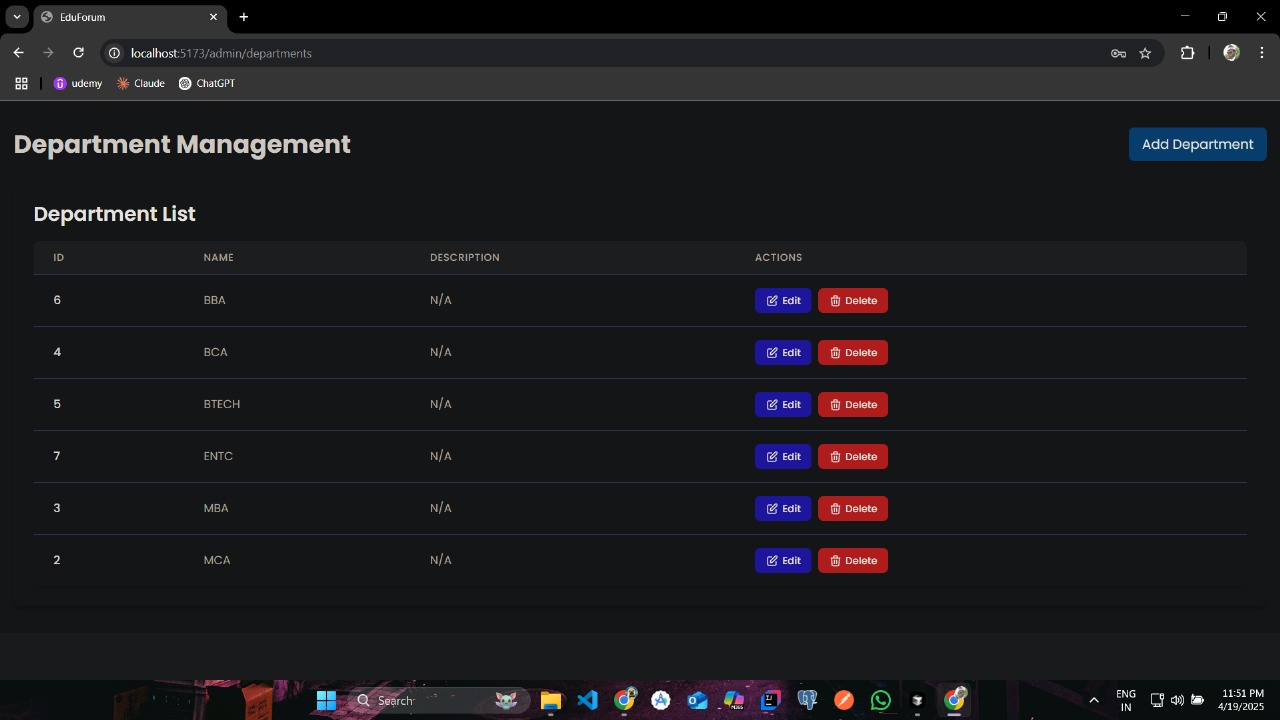 EduForum
localhost:5173/admin/departments
udemy Claude ChatGPT
Department Management
Add Department
Department List
ID NAME DESCRIPTION ACTIONS
6 BBA N/A Edit Delete
4 BCA N/A Edit Delete
5 BTECH N/A Edit Delete
7 ENTC N/A Edit Delete
3 MBA N/A Edit Delete
2 MCA N/A Edit Delete
Search
ENG
IN
11:51 PM
4/19/2025